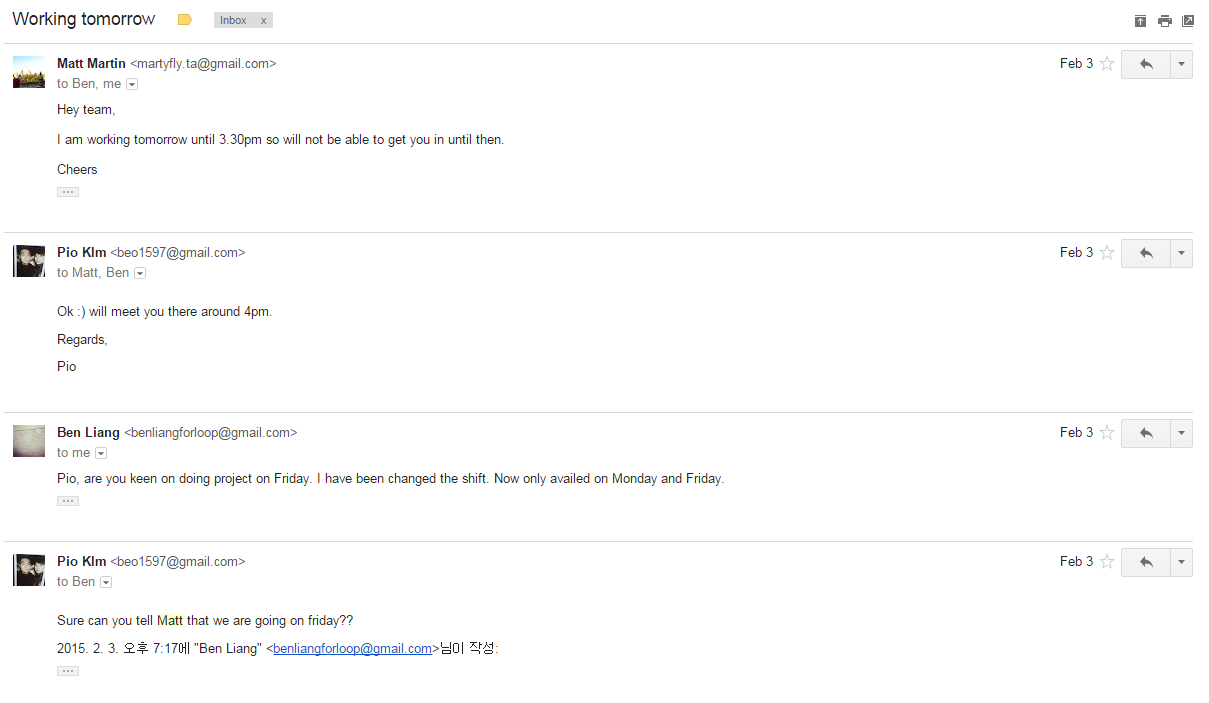 Working tomorrow Inbox x
Matt Martin <martyfly.ta@gmail.com> Feb 3
to Ben, me
Hey team,
I am working tomorrow until 3.30pm so will not be able to get you in until then.
Cheers
Pio KIm <beo1597@gmail.com> Feb 3
to Matt, Ben
Ok :) will meet you there around 4pm.
Regards,
Pio
Ben Liang <benliangforloop@gmail.com> Feb 3
to me
Pio, are you keen on doing project on Friday. I have been changed the shift. Now only availed on Monday and Friday.
Pio KIm <beo1597@gmail.com> Feb 3
to Ben
Sure can you tell Matt that we are going on friday??
2015. 2. 3. 오후 7:17에 "Ben Liang" <benliangforloop@gmail.com>님이 작성: